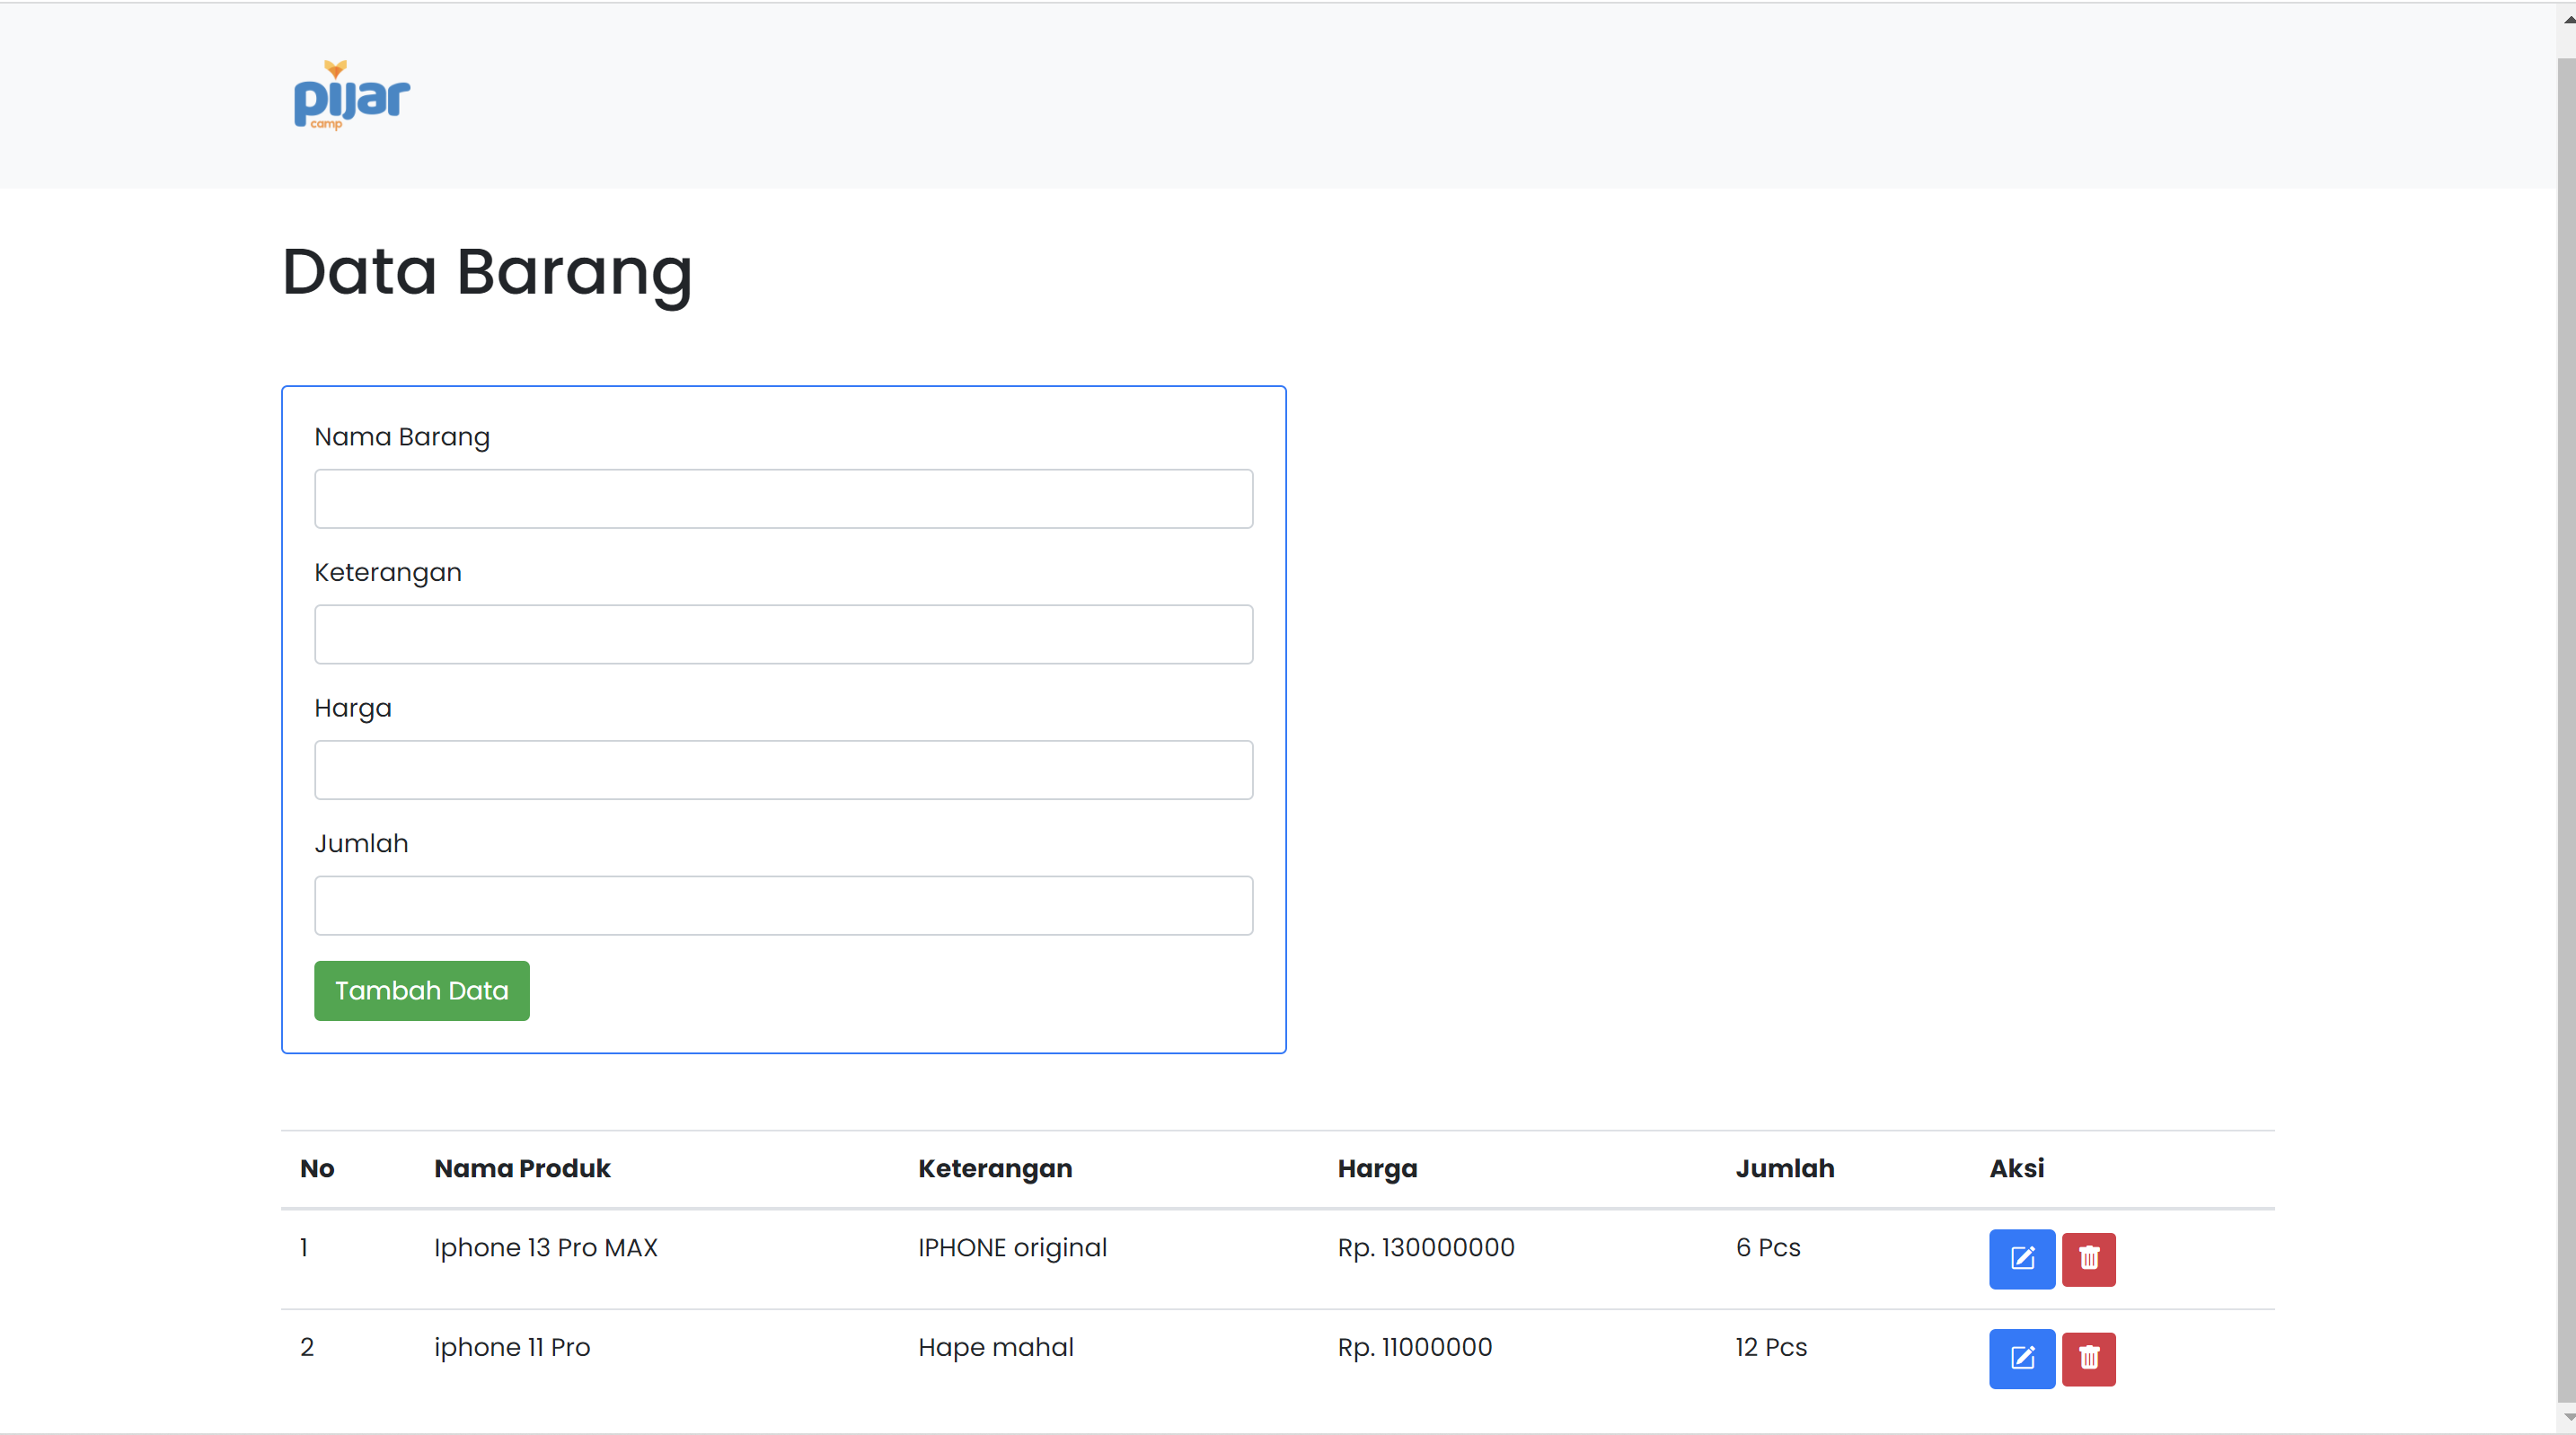 pijar
camp
Data Barang
Nama Barang
Keterangan
Harga
Jumlah
Tambah Data
No Nama Produk Keterangan Harga Jumlah Aksi
1 Iphone 13 Pro MAX IPHONE original Rp. 130000000 6 Pcs
2 iphone 11 Pro Hape mahal Rp. 11000000 12 Pcs